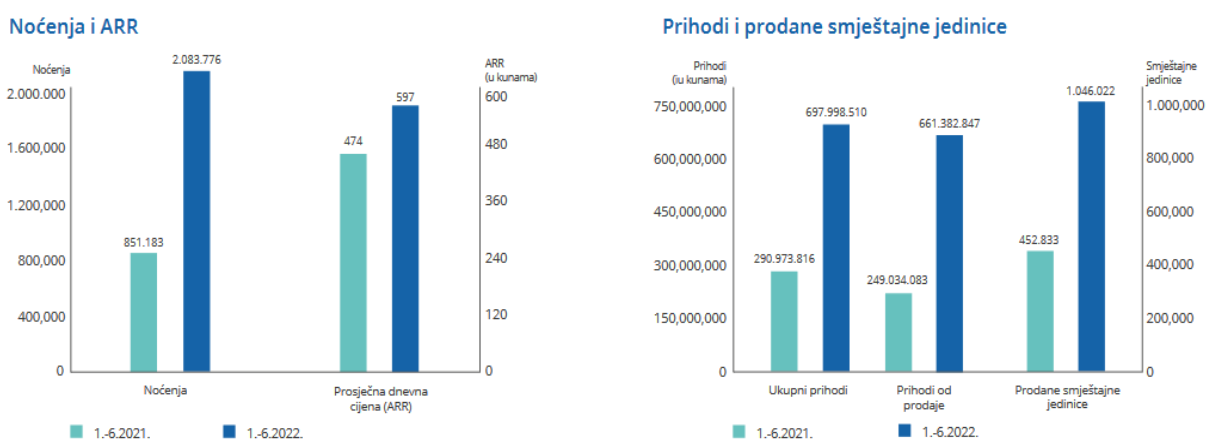 Noćenja i ARR
Noćenja
ARR
(u kunama)
2.083.776
597
474
851.183
2.000.000
1.600,000
1.200,000
800,000
400,000
0
600
480
360
240
120
0
Noćenja
Prosječna dnevna
cijena (ARR)
1.-6.2021.
1.-6.2022.
Prihodi i prodane smještajne jedinice
Prihodi
(iu kunama)
Smještajne
jedinice
697.998.510
661.382.847
1.046.022
290.973.816
249.034.083
452.833
750,000,000
600,000,000
450,000,000
300,000,000
150,000,000
0
1.000,000
800,000
600,000
400,000
200,000
0
Ukupni prihodi
Prihodi od
prodaje
Prodane smještajne
jedinice
1.-6.2021.
1.-6.2022.